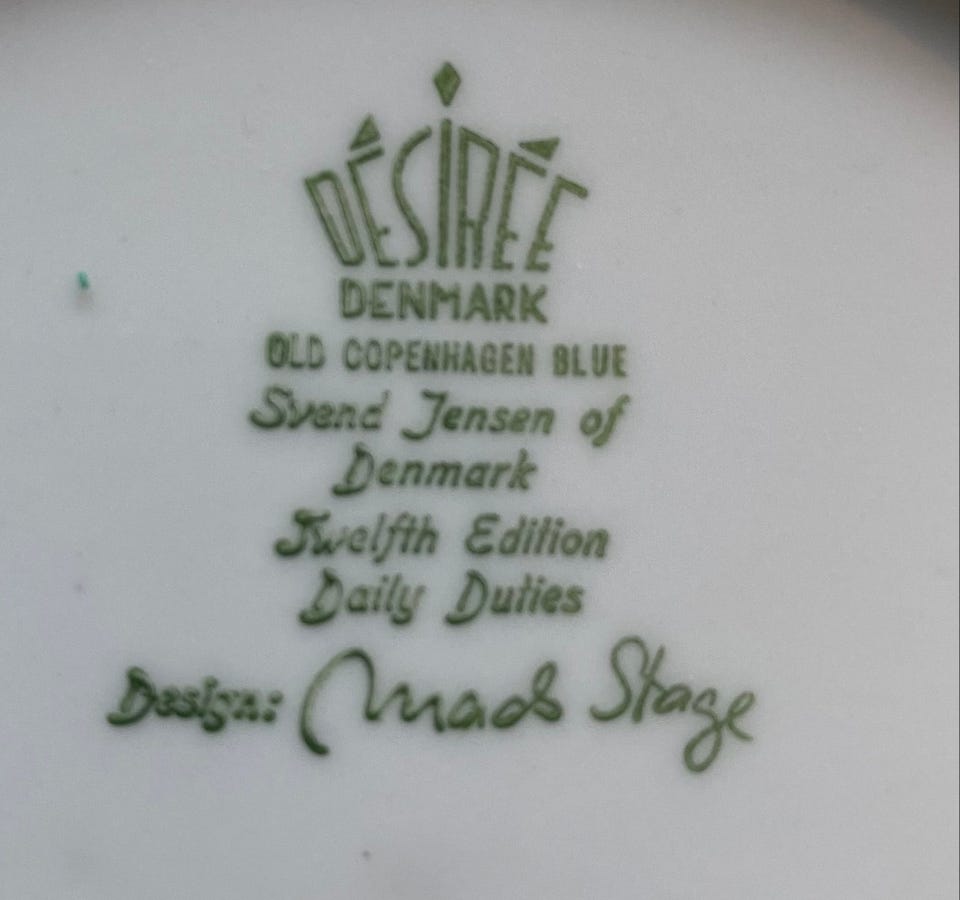 DÉSIRÉE
DENMARK
OLD COPENHAGEN BLUE
Svend Jensen of
Denmark
Twelfth Edition
Daily Duties
Design: Mads Stage